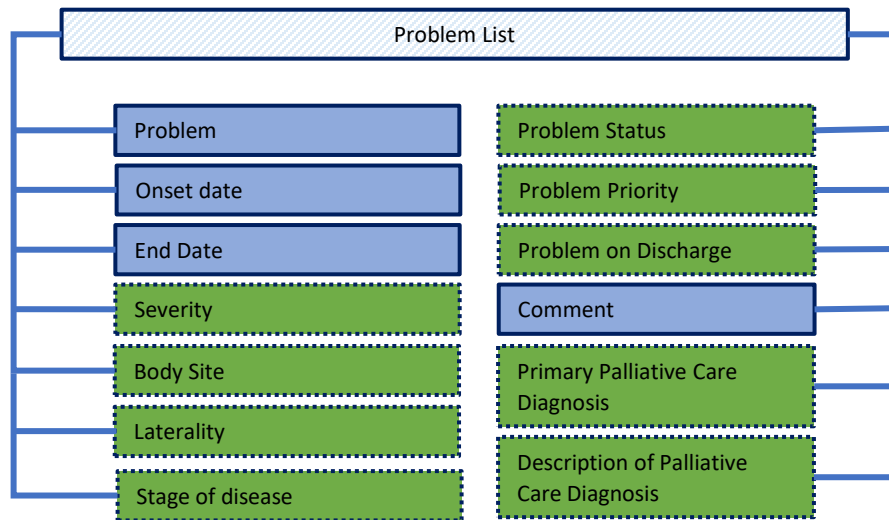 Problem List
Problem
Onset date
End Date
Severity
Body Site
Laterality
Stage of disease
Problem Status
Problem Priority
Problem on Discharge
Comment
Primary Palliative Care
Diagnosis
Description of Palliative
Care Diagnosis